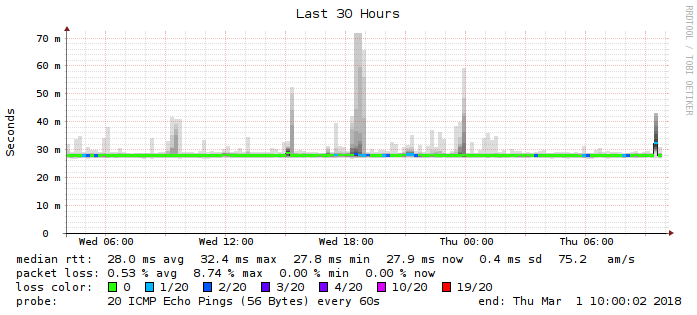 Last 30 Hours
RRDTOOL / TOBI OETIKER
Seconds
70 m
60 m
50 m
40 m
30 m
20 m
10 m
0
Wed 06:00 Wed 12:00 Wed 18:00 Thu 00:00 Thu 06:00
median rtt: 28.0 ms avg 32.4 ms max 27.8 ms min 27.9 ms now 0.4 ms sd 75.2 am/s
packet loss: 0.53 % avg 8.74 % max 0.00 % min 0.00 % now
loss color: 0 1/20 2/20 3/20 4/20 10/20 19/20
probe: 20 ICMP Echo Pings (56 Bytes) every 60s end: Thu Mar 1 10:00:02 2018